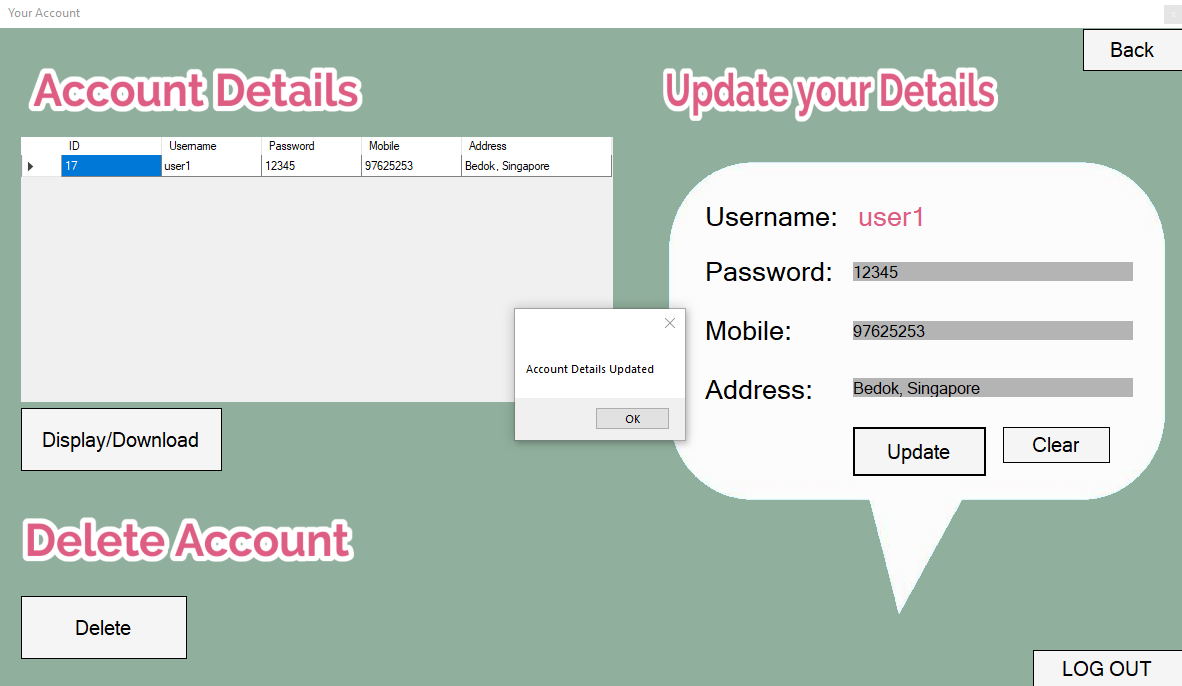 Your Account
Back
Account Details
Update your Details
ID Username Password Mobile Address
17 user1 12345 97625253 Bedok, Singapore
Username: user1
Password: 12345
Mobile: 97625253
Address: Bedok, Singapore
Update Clear
Account Details Updated
OK
Display/Download
Delete Account
Delete
LOG OUT